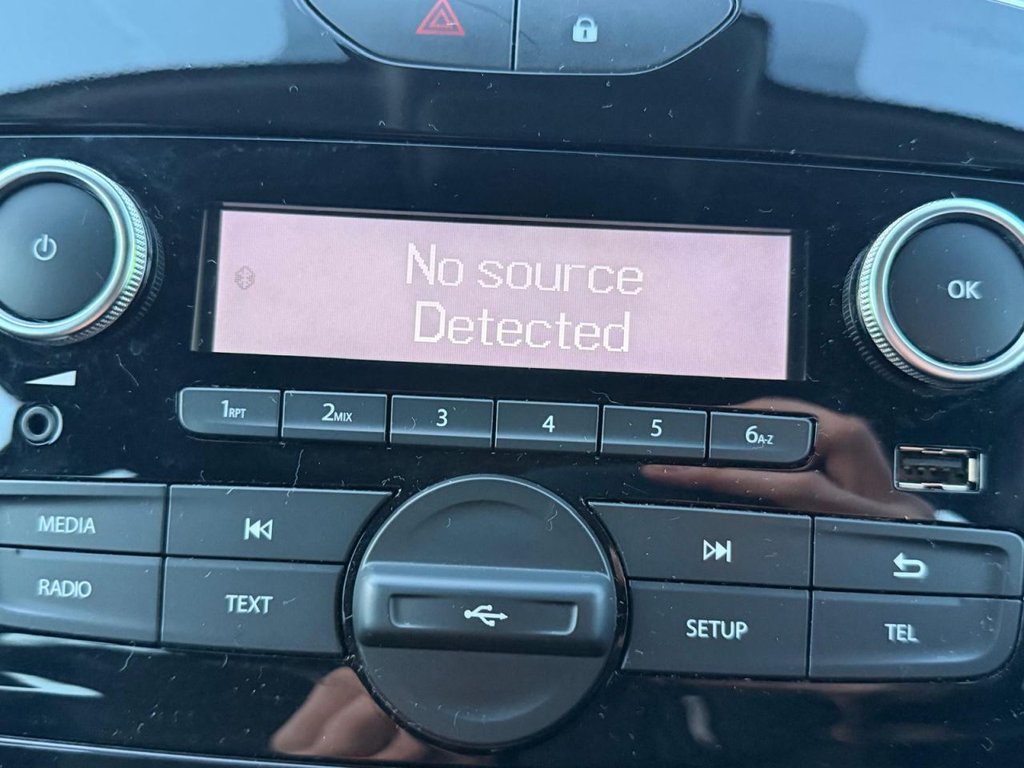 No source
Detected
OK
1RPT
2MIX
3
4
5
6A-Z
MEDIA
RADIO
TEXT
SETUP
TEL